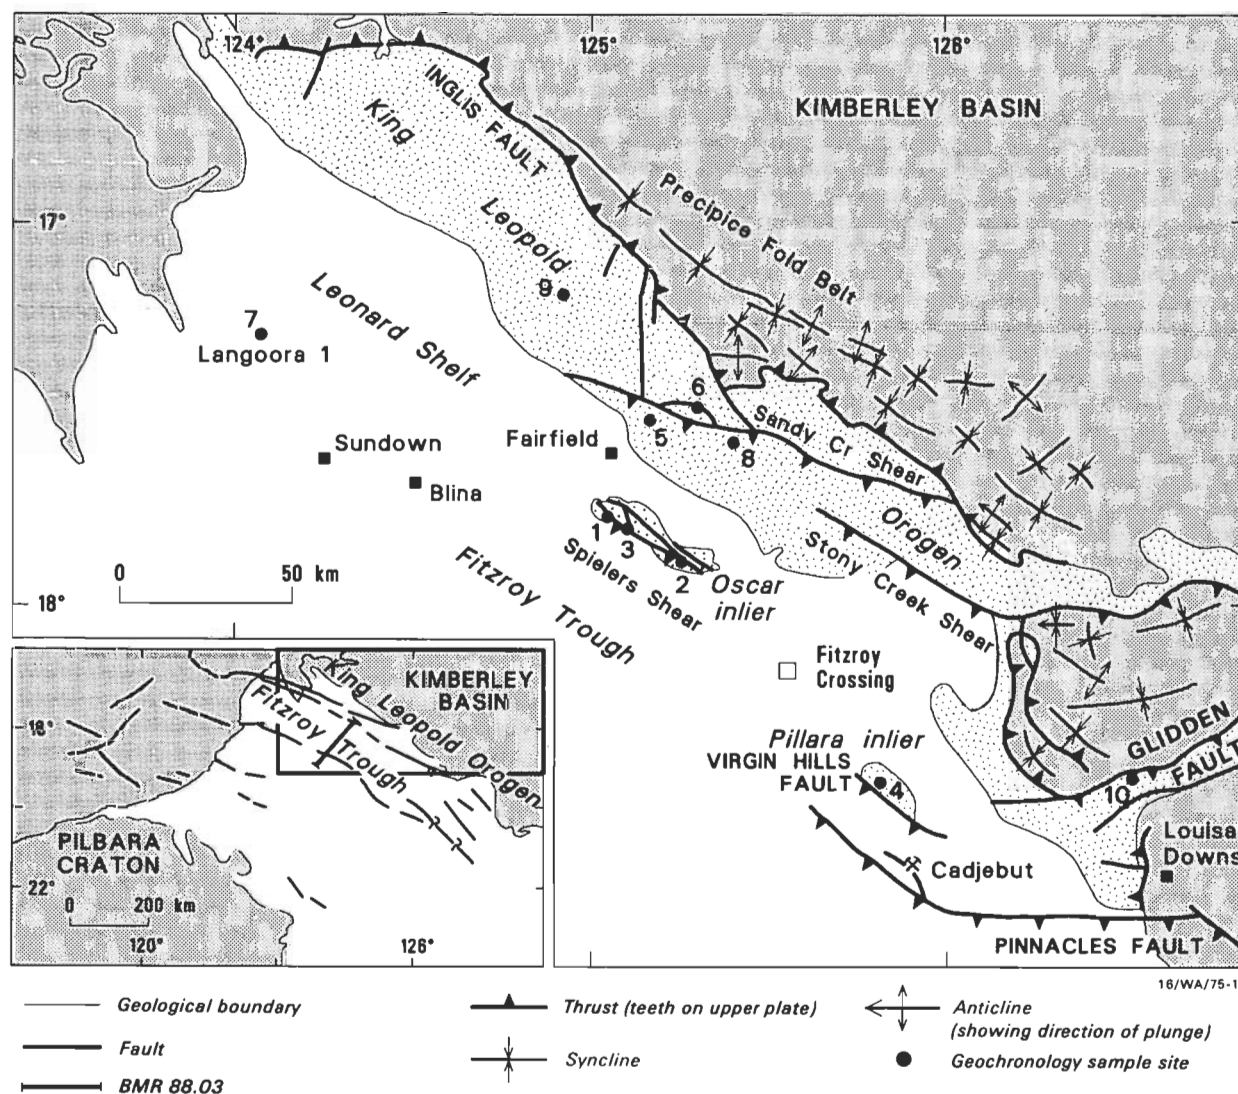 124°
125°
126°
KIMBERLEY BASIN
INGLIS FAULT
King
Leopold
Orogen
Precipice Fold Belt
17°
9
Leonard Shelf
7
Langoora 1
6
5
8
Sandy Cr Shear
Fairfield
Sundown
Blina
1
3
2
Spielers Shear
Oscar
inlier
Stony Creek Shear
Fitzroy Trough
0 50 km
18°
Fitzroy
Crossing
Pillara inlier
VIRGIN HILLS
FAULT
4
GLIDDEN
FAULT
10
Louisa
Downs
Cadjebut
PINNACLES FAULT
King Leopold Orogen
KIMBERLEY
BASIN
Fitzroy Trough
18°
PILBARA
CRATON
22°
0 200 km
120°
126°
?
?
16/WA/75-1
Geological boundary
Fault
BMR 88.03
Thrust (teeth on upper plate)
Syncline
Anticline
(showing direction of plunge)
Geochronology sample site